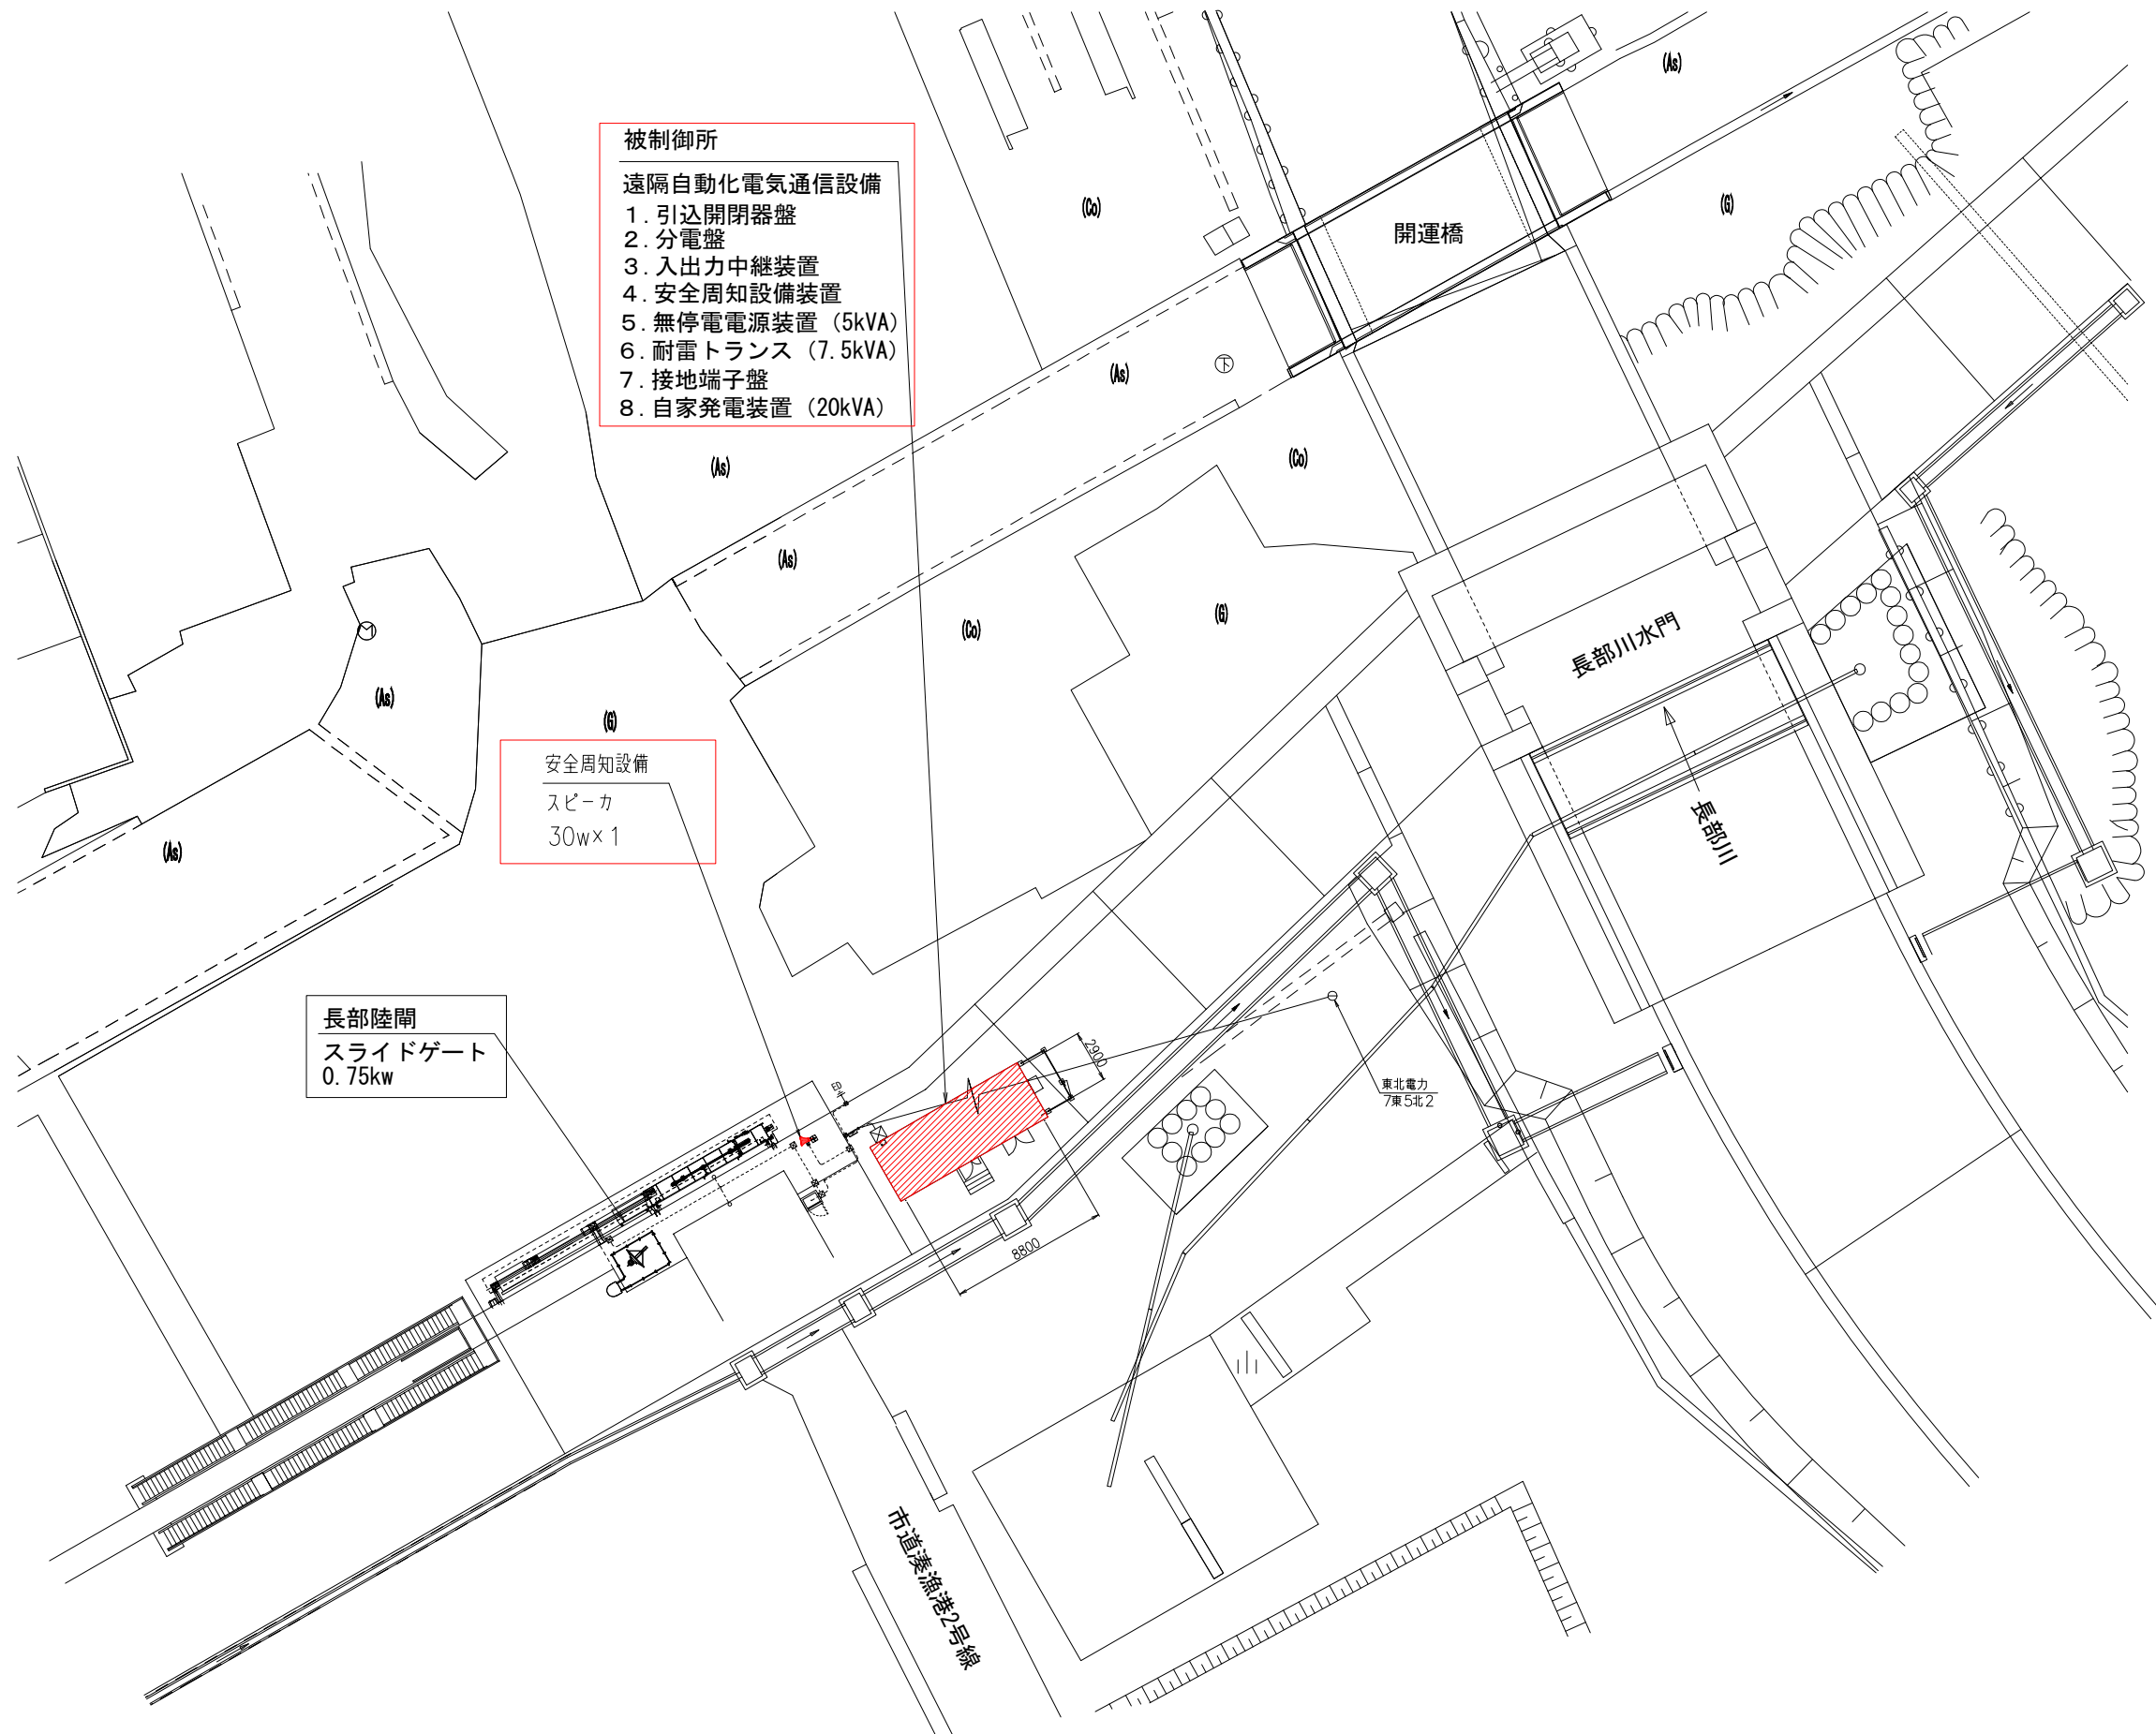 (As)
被制御所
遠隔自動化電気通信設備
1. 引込開閉器盤
2. 分電盤
3. 入出力中継装置
4. 安全周知設備装置
5. 無停電電源装置 (5kVA)
6. 耐雷トランス (7.5kVA)
7. 接地端子盤
8. 自家発電装置 (20kVA)
(Co)
(G)
開運橋
(As)
下
(As)
(Co)
(As)
(Co)
(G)
長部川水門
(As)
(G)
安全周知設備
スピーカ
30w×1
長部川
(As)
長部陸閘
スライドゲート
0.75kw
2900
ED
東北電力
7東5北2
8800
市道湊漁港2号線